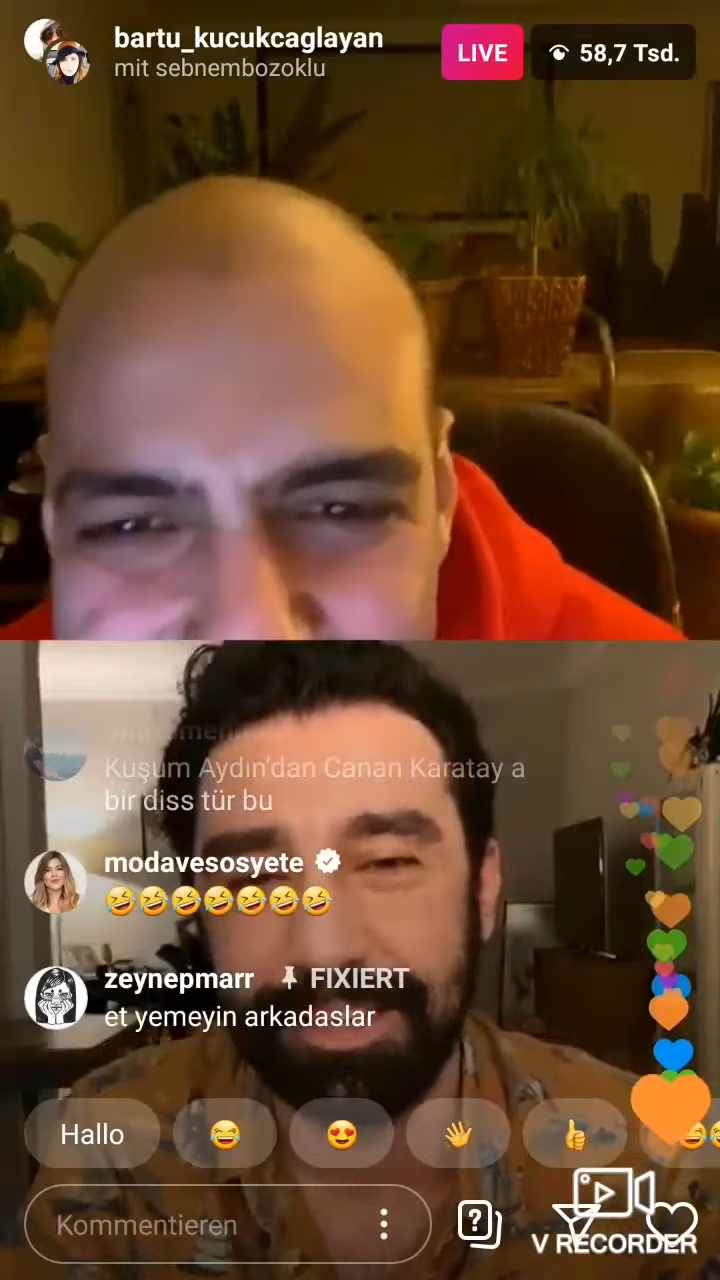 bartu_kucukcaglayan
mit sebnembozoklu
LIVE
58,7 Tsd.
Kuşum Aydın'dan Canan Karatay a
bir diss tür bu
modavesosyete
🤣🤣🤣🤣🤣🤣🤣
zeynepmarr FIXIERT
et yemeyin arkadaslar
Hallo 😂 😍 👋 👍 😂
Kommentieren
V RECORDER